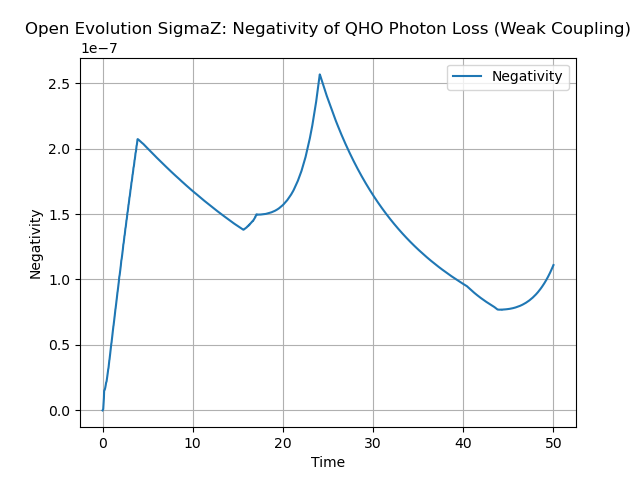 Open Evolution SigmaZ: Negativity of QHO Photon Loss (Weak Coupling)
1e−7
Negativity
2.5
2.0
1.5
1.0
0.5
0.0
Negativity
0 10 20 30 40 50
Time